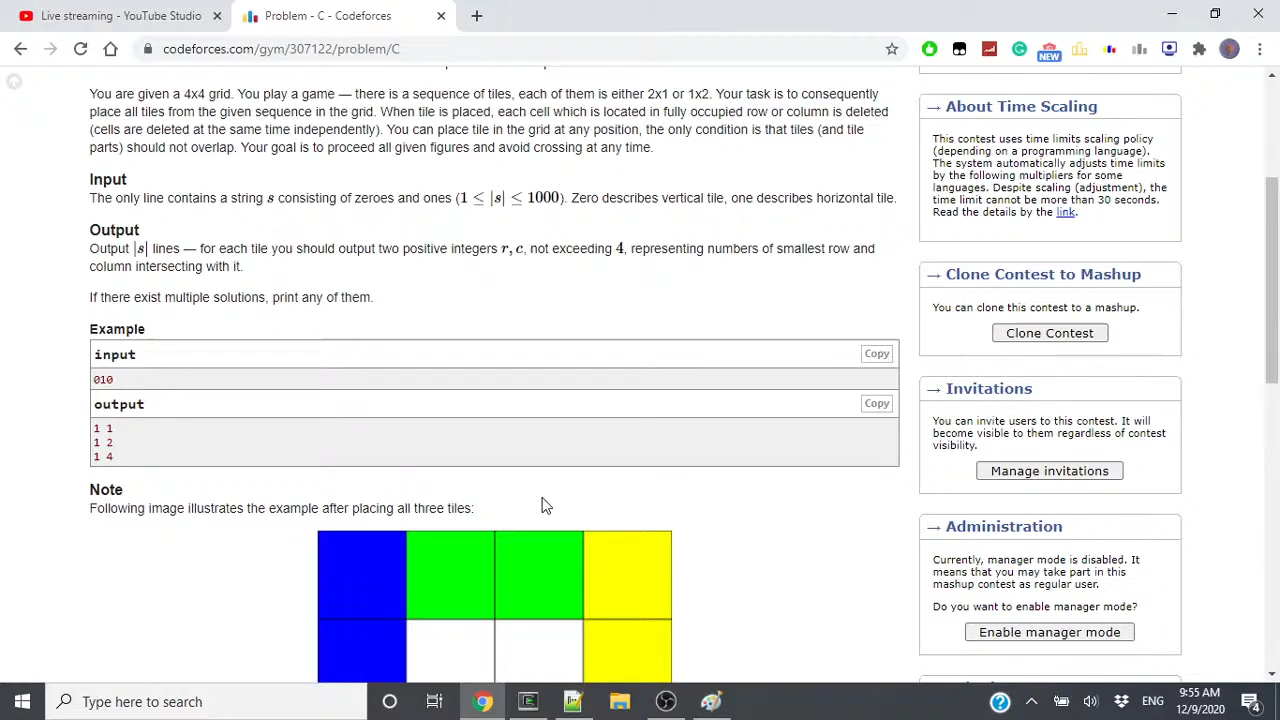 Live streaming - YouTube Studio
Problem - C - Codeforces
codeforces.com/gym/307122/problem/C
NEW
You are given a 4x4 grid. You play a game — there is a sequence of tiles, each of them is either 2x1 or 1x2. Your task is to consequently
place all tiles from the given sequence in the grid. When tile is placed, each cell which is located in fully occupied row or column is deleted
(cells are deleted at the same time independently). You can place tile in the grid at any position, the only condition is that tiles (and tile
parts) should not overlap. Your goal is to proceed all given figures and avoid crossing at any time.
Input
The only line contains a string s consisting of zeroes and ones (1 ≤ |s| ≤ 1000). Zero describes vertical tile, one describes horizontal tile.
Output
Output |s| lines — for each tile you should output two positive integers r, c, not exceeding 4, representing numbers of smallest row and
column intersecting with it.
If there exist multiple solutions, print any of them.
Example
input
Copy
010
output
Copy
1 1
1 2
1 4
Note
Following image illustrates the example after placing all three tiles:
→ About Time Scaling
This contest uses time limits scaling policy
(depending on a programming language).
The system automatically adjusts time limits
by the following multipliers for some
languages. Despite scaling (adjustment), the
time limit cannot be more than 30 seconds.
Read the details by the link.
→ Clone Contest to Mashup
You can clone this contest to a mashup.
Clone Contest
→ Invitations
You can invite users to this contest. It will
become visible to them regardless of contest
visibility.
Manage invitations
→ Administration
Currently, manager mode is disabled. It
means that you may take part in this
mashup contest as regular user.
Do you want to enable manager mode?
Enable manager mode
Type here to search
ENG
9:55 AM
12/9/2020
4